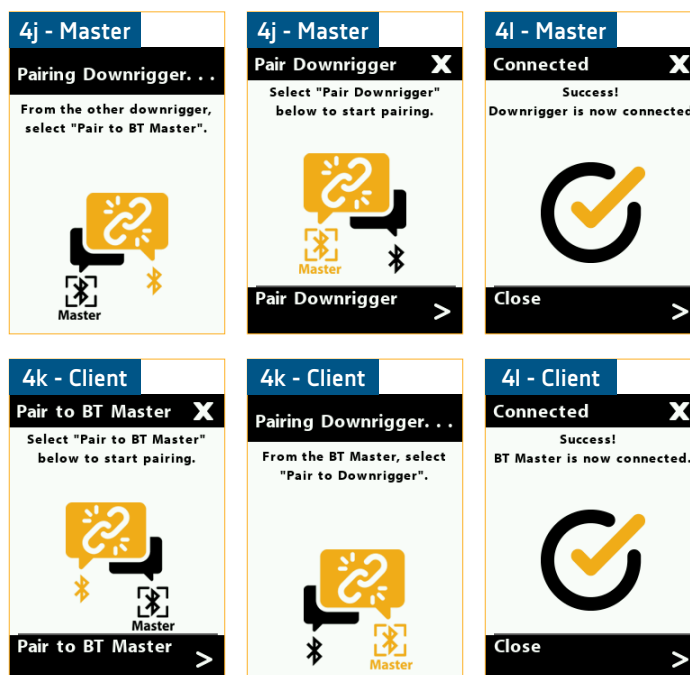 4j - Master
Pairing Downrigger. . .
From the other downrigger,
select "Pair to BT Master".
Master
4j - Master
Pair Downrigger X
Select "Pair Downrigger"
below to start pairing.
Master
Pair Downrigger >
4l - Master
Connected X
Success!
Downrigger is now connected
Close >
4k - Client
Pair to BT Master X
Select "Pair to BT Master"
below to start pairing.
Master
Pair to BT Master >
4k - Client
Pairing Downrigger. . .
From the BT Master, select
"Pair to Downrigger".
Master
4l - Client
Connected X
Success!
BT Master is now connected.
Close >